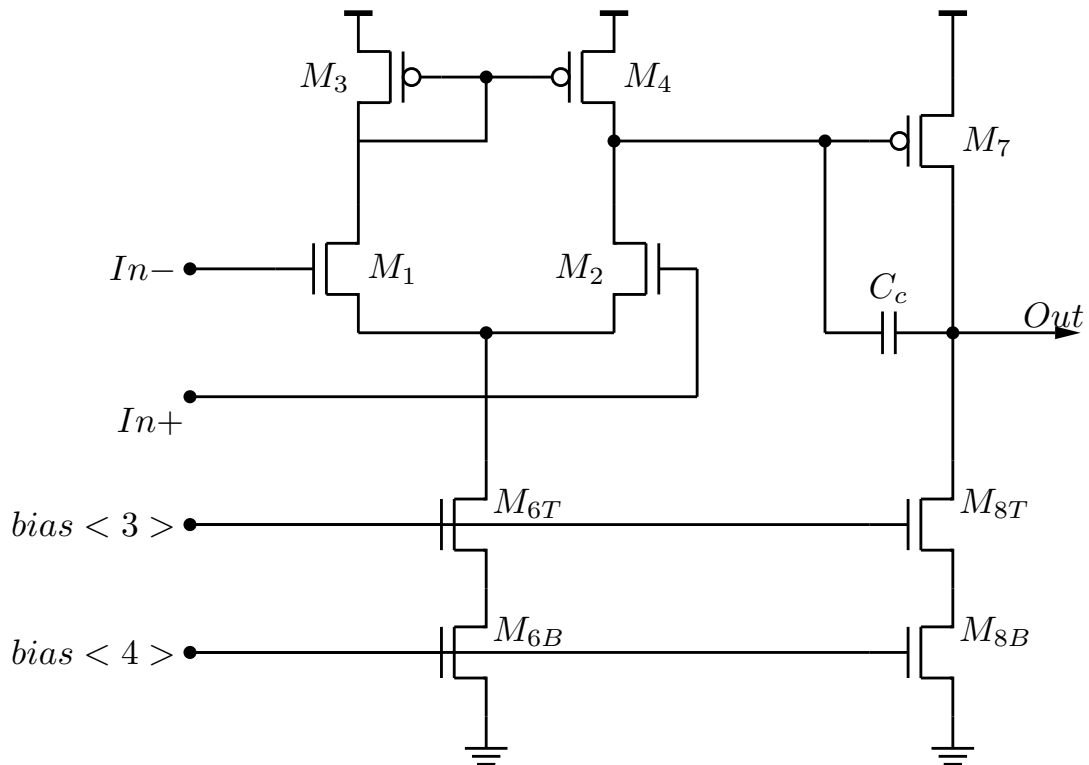 M3
M4
M7
In−
M1
M2
Cc
Out
In+
bias < 3 >
M6T
M8T
bias < 4 >
M6B
M8B